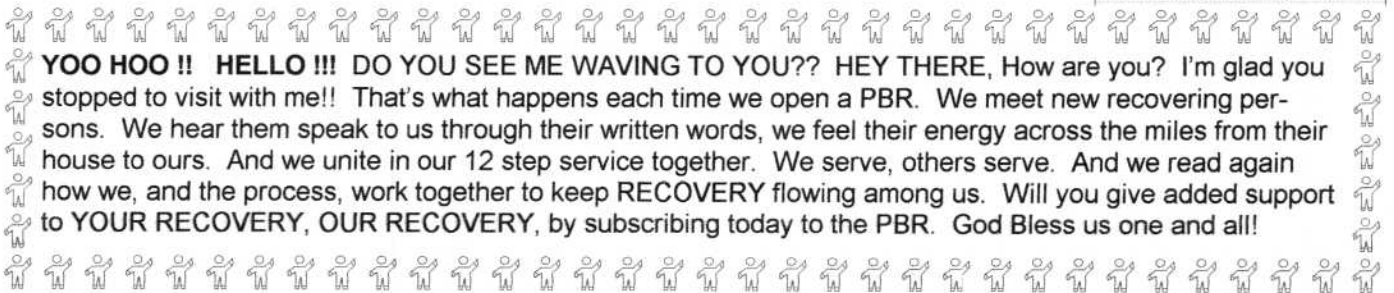 YOO HOO !! HELLO !!! DO YOU SEE ME WAVING TO YOU?? HEY THERE, How are you? I'm glad you
stopped to visit with me!! That's what happens each time we open a PBR. We meet new recovering per-
sons. We hear them speak to us through their written words, we feel their energy across the miles from their
house to ours. And we unite in our 12 step service together. We serve, others serve. And we read again
how we, and the process, work together to keep RECOVERY flowing among us. Will you give added support
to YOUR RECOVERY, OUR RECOVERY, by subscribing today to the PBR. God Bless us one and all!